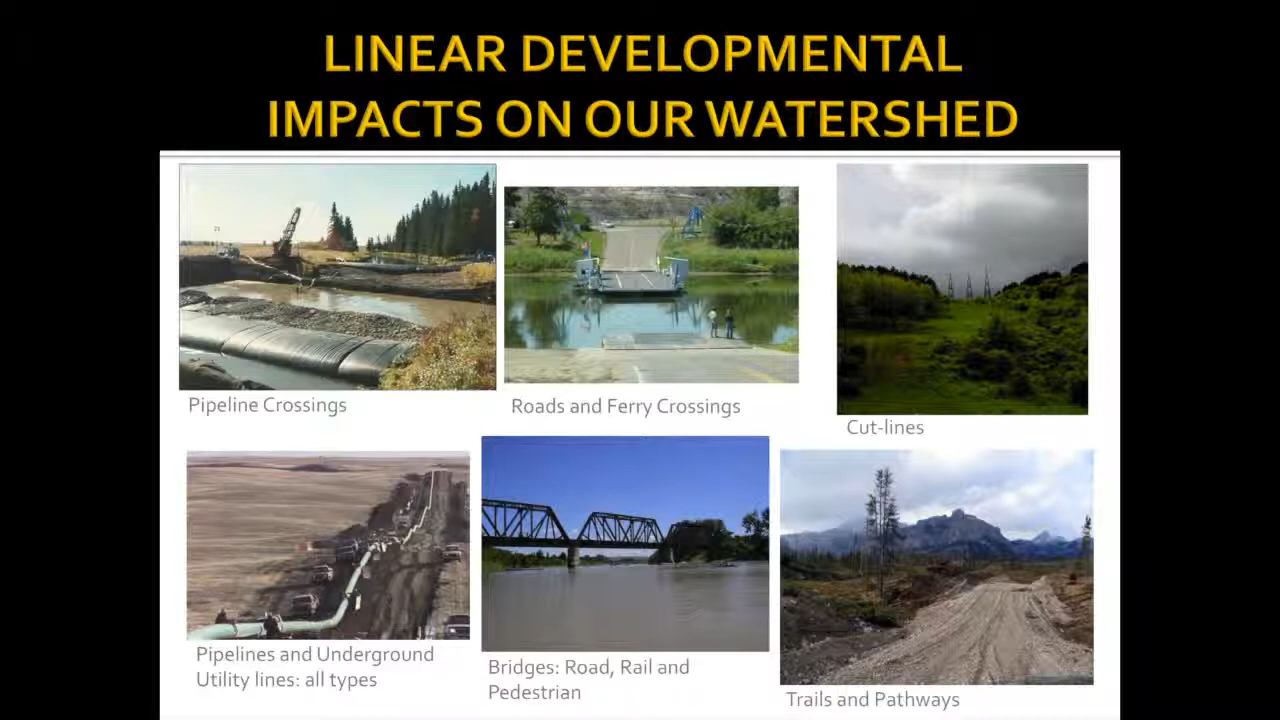 LINEAR DEVELOPMENTAL
IMPACTS ON OUR WATERSHED
Pipeline Crossings
Roads and Ferry Crossings
Cut-lines
Pipelines and Underground
Utility lines: all types
Bridges: Road, Rail and
Pedestrian
Trails and Pathways